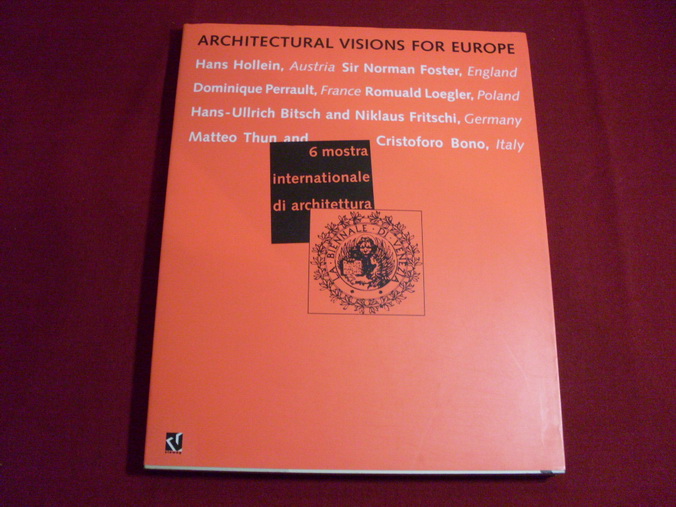 ARCHITECTURAL VISIONS FOR EUROPE
Hans Hollein, Austria Sir Norman Foster, England
Dominique Perrault, France Romuald Loegler, Poland
Hans-Ullrich Bitsch and Niklaus Fritschi, Germany
Matteo Thun and Cristoforo Bono, Italy
6 mostra
internationale
di architettura
LA BIENNALE DI VENEZIA